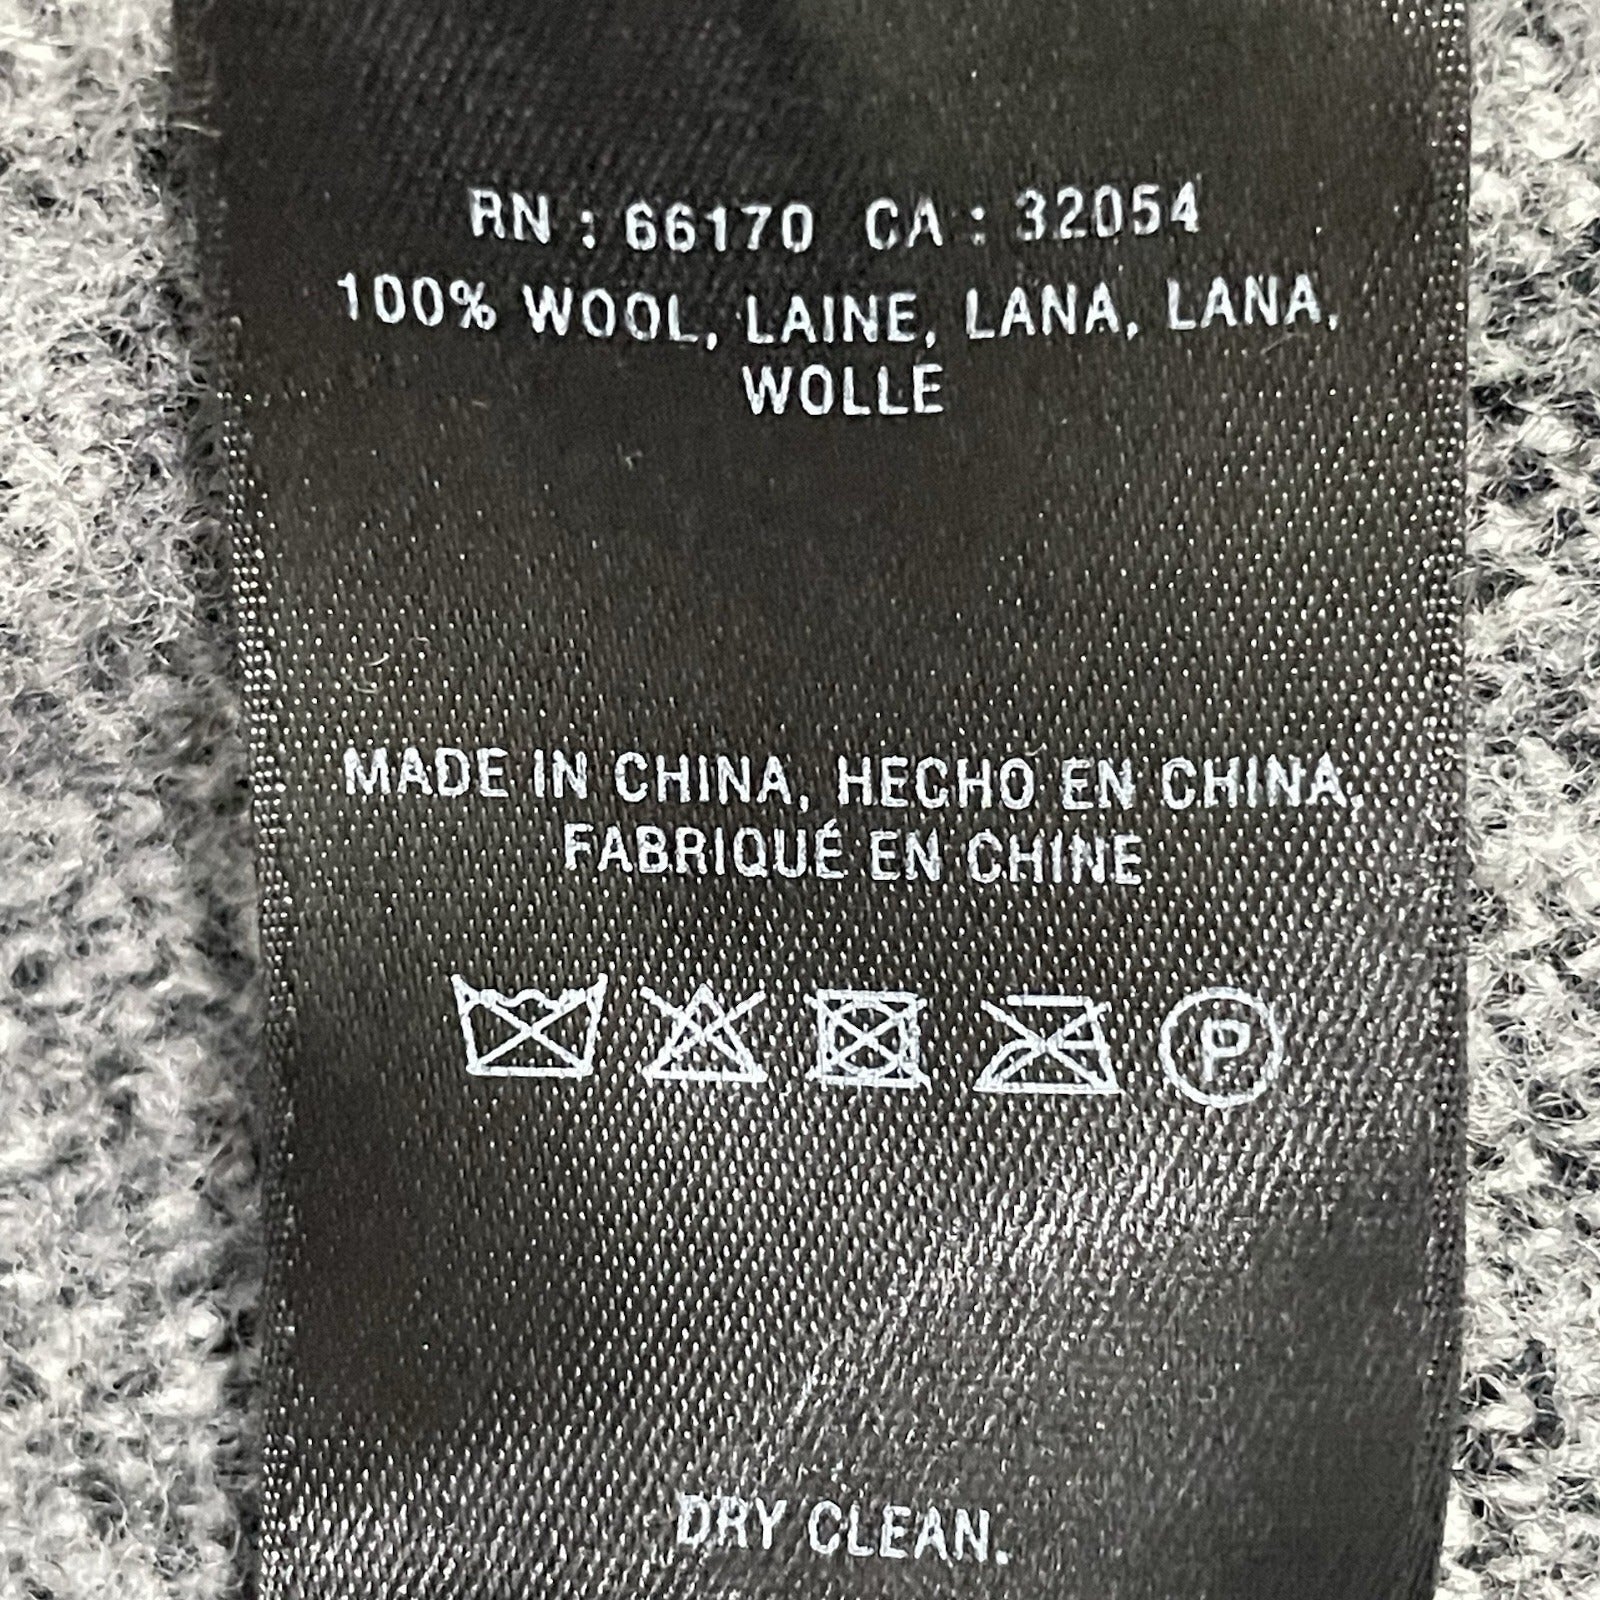 RN : 66170 CA : 32054
100% WOOL, LAINE, LANA, LANA,
WOLLE
MADE IN CHINA, HECHO EN CHINA,
FABRIQUÉ EN CHINE
P
DRY CLEAN.